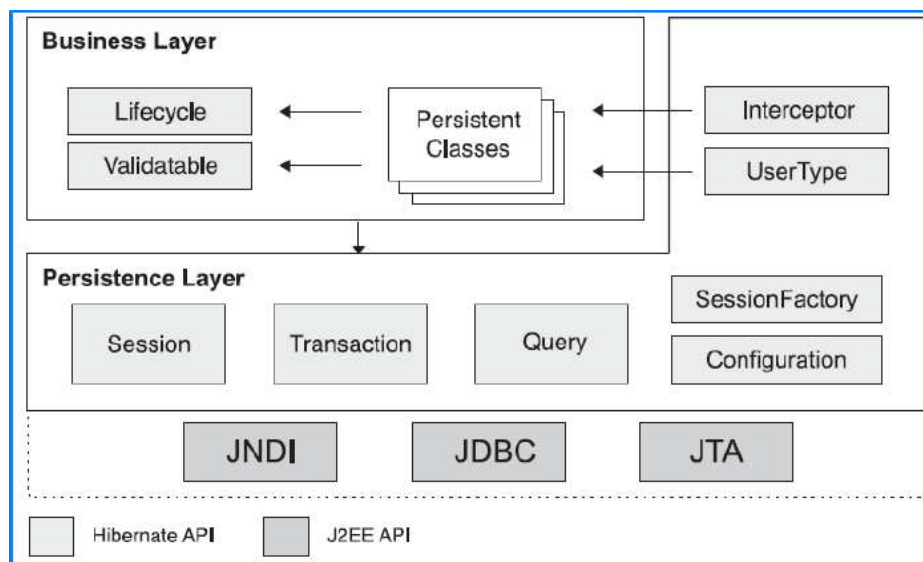 Business Layer
Lifecycle
Validatable
Persistent
Classes
Interceptor
UserType
Persistence Layer
Session
Transaction
Query
SessionFactory
Configuration
JNDI
JDBC
JTA
Hibernate API
J2EE API